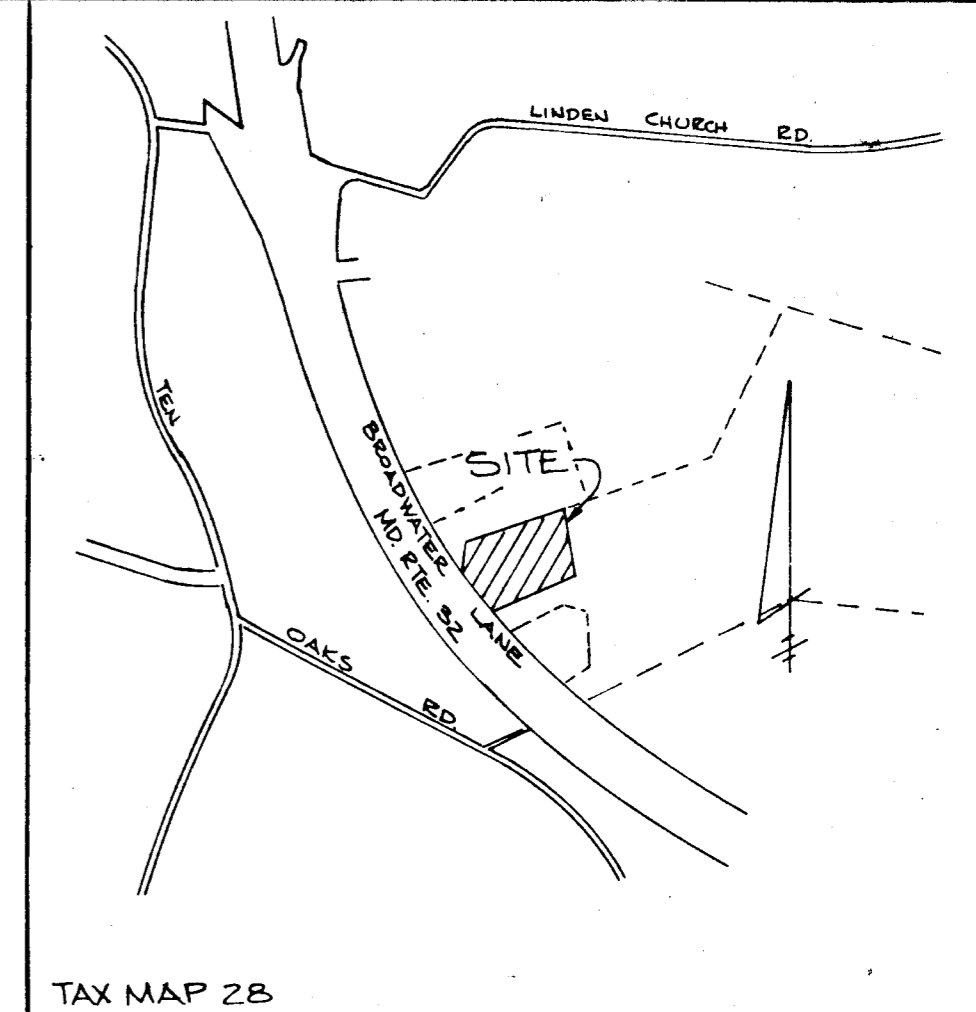 LINDEN CHURCH RD.
TEN
BROADWATER LANE
SITE
MD. RTE. 32
OAKS RD.
TAX MAP 28